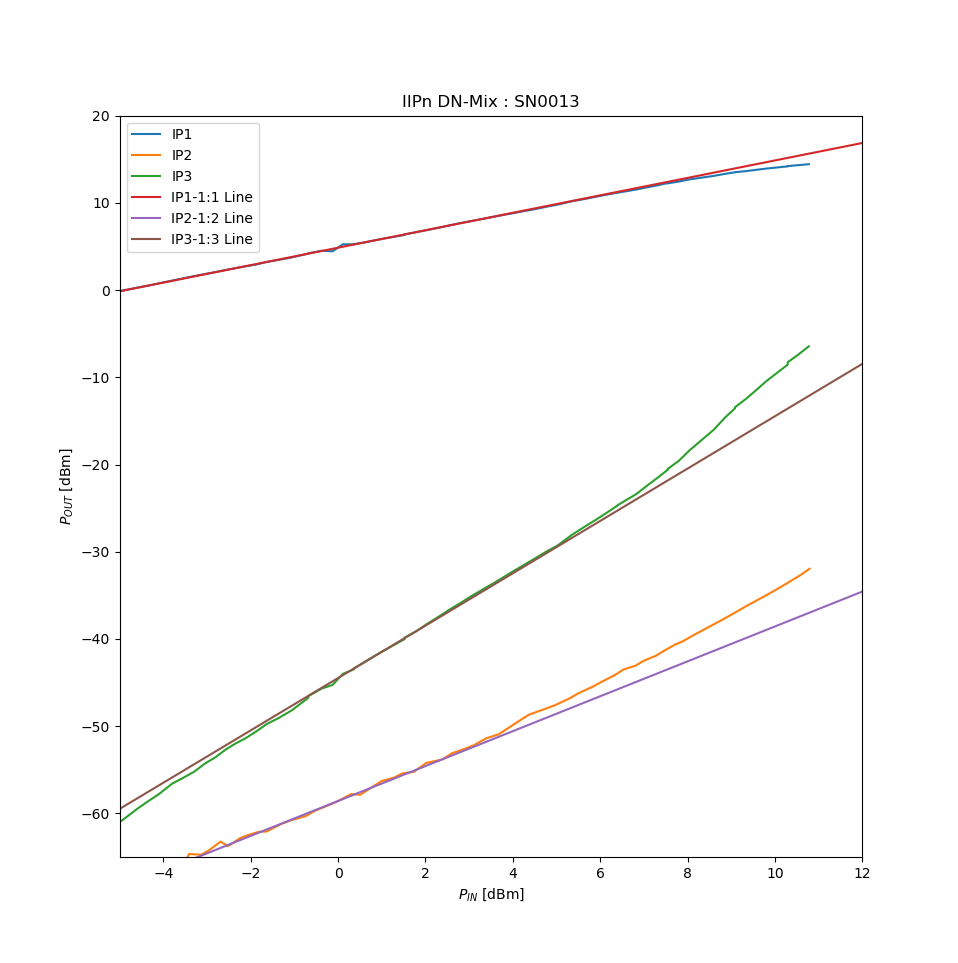 IIPn DN-Mix : SN0013
20
10
0
−10
−20
−30
−40
−50
−60
P_OUT [dBm]
IP1
IP2
IP3
IP1-1:1 Line
IP2-1:2 Line
IP3-1:3 Line
−4
−2
0
2
4
6
8
10
12
P_IN [dBm]